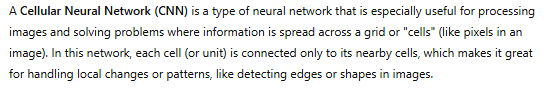 A Cellular Neural Network (CNN) is a type of neural network that is especially useful for processing
images and solving problems where information is spread across a grid or "cells" (like pixels in an
image). In this network, each cell (or unit) is connected only to its nearby cells, which makes it great
for handling local changes or patterns, like detecting edges or shapes in images.